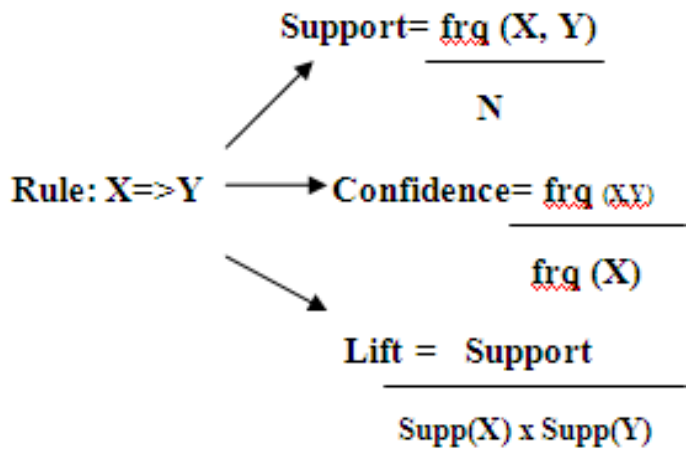 Support= frq (X, Y)
N
Rule: X=>Y
Confidence= frq (X,Y)
frq (X)
Lift = Support
Supp(X) x Supp(Y)